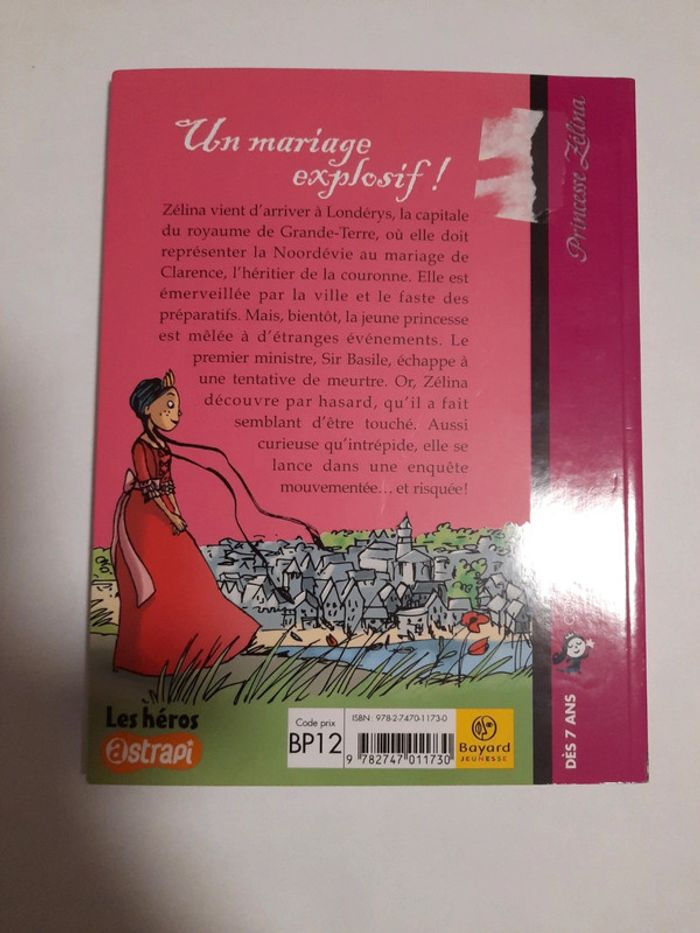 Un mariage
explosif !
Zélina vient d'arriver à Londérys, la capitale
du royaume de Grande-Terre, où elle doit
représenter la Noordévie au mariage de
Clarence, l'héritier de la couronne. Elle est
émerveillée par la ville et le faste des
préparatifs. Mais, bientôt, la jeune princesse
est mêlée à d'étranges événements. Le
premier ministre, Sir Basile, échappe à
une tentative de meurtre. Or, Zélina
découvre par hasard, qu'il a fait
semblant d'être touché. Aussi
curieuse qu'intrépide, elle se
lance dans une enquête
mouvementée... et risquée !
Princesse Zélina
DÈS 7 ANS
Les héros
astrapi
Code prix
BP12
ISBN : 978-2-7470-1173-0
9 782747 011730
Bayard
JEUNESSE